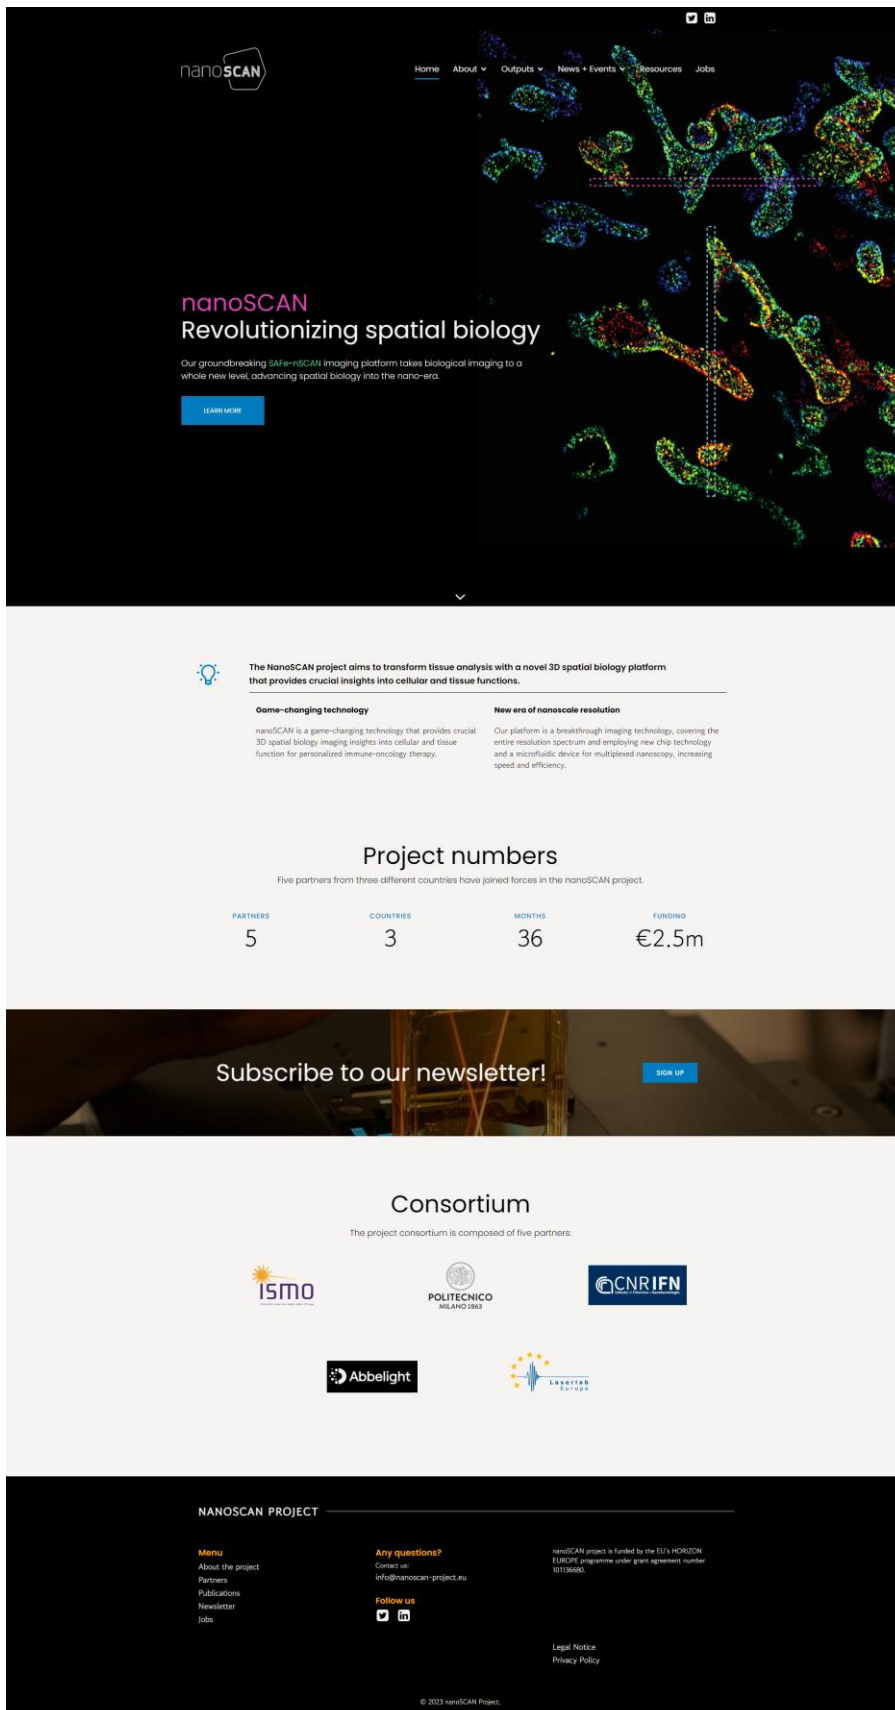 nanoSCAN
Home About Outputs News + Events Resources Jobs
nanoSCAN
Revolutionizing spatial biology
Our groundbreaking SAFe-nSCAN imaging platform takes biological imaging to a
whole new level, advancing spatial biology into the nano-era.
LEARN MORE
The NanoSCAN project aims to transform tissue analysis with a novel 3D spatial biology platform
that provides crucial insights into cellular and tissue functions.
Game-changing technology
nanoSCAN is a game-changing technology that provides crucial
3D spatial biology imaging insights into cellular and tissue
function for personalized immune-oncology therapy.
New era of nanoscale resolution
Our platform is a breakthrough imaging technology, covering the
entire resolution spectrum and employing new chip technology
and a microfluidic device for multiplexed nanoscopy, increasing
speed and efficiency.
Project numbers
Five partners from three different countries have joined forces in the nanoSCAN project.
PARTNERS
5
COUNTRIES
3
MONTHS
36
FUNDING
€2.5m
Subscribe to our newsletter!
SIGN UP
Consortium
The project consortium is composed of five partners:
ismo
POLITECNICO
MILANO 1863
CNRIFN
Abbelight
Laserlab
Europe
NANOSCAN PROJECT
Menu
About the project
Partners
Publications
Newsletter
Jobs
Any questions?
Contact us:
info@nanoscan-project.eu
Follow us
nanoSCAN project is funded by the EU's HORIZON
EUROPE programme under grant agreement number
101136680.
Legal Notice
Privacy Policy
© 2023 nanoSCAN Project.